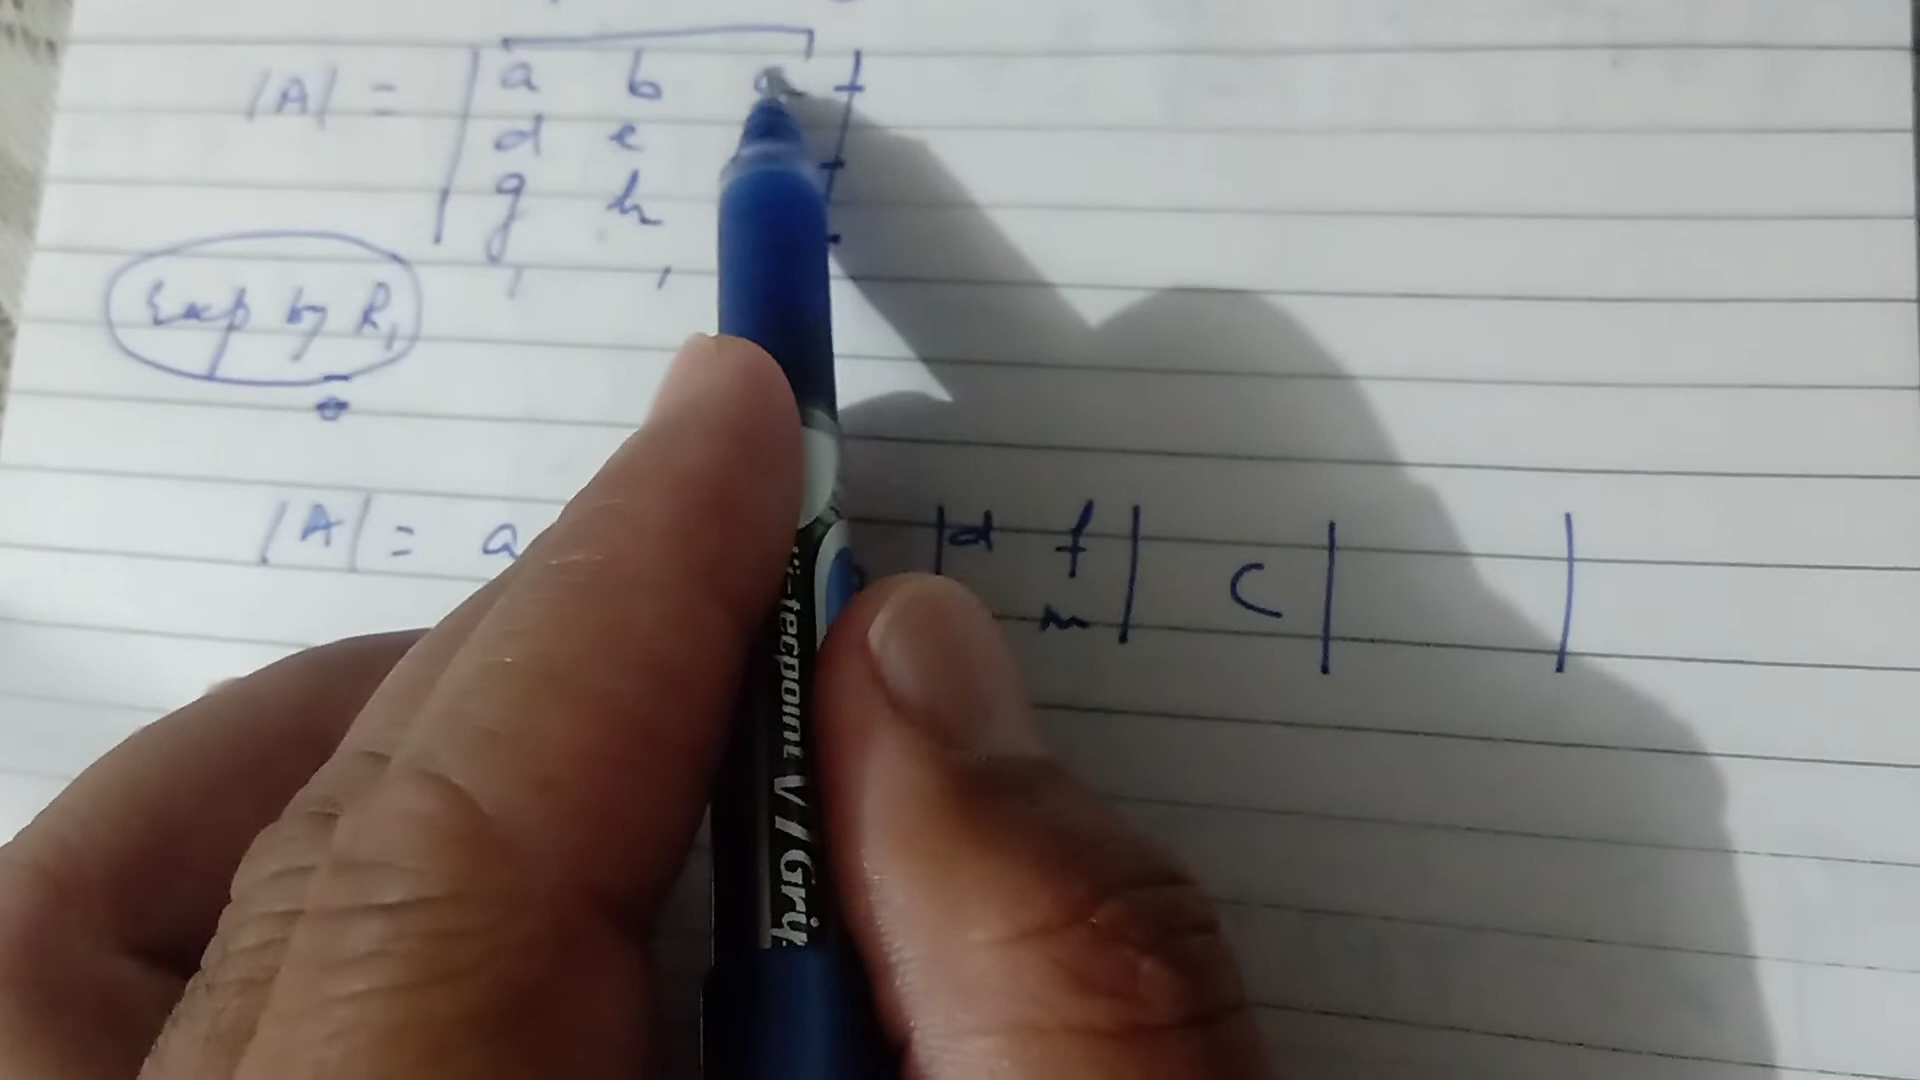 |A| = | a b c |
d e
g h
Exp by R₁
|A| = a | d f | C | |
m
hi-tecpoint V7 Grip